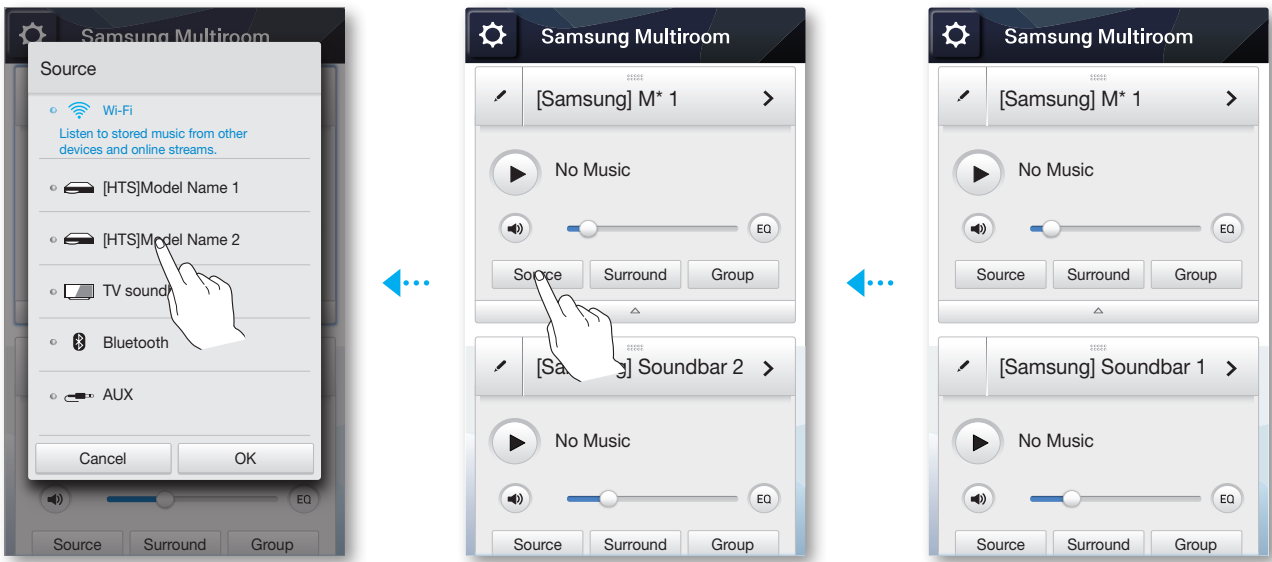 Samsung Multiroom
Source
Wi-Fi
Listen to stored music from other
devices and online streams.
[HTS]Model Name 1
[HTS]Model Name 2
TV
Bluetooth
AUX
Cancel
OK
EQ
Source
Surround
Group
Samsung Multiroom
[Samsung] M* 1
No Music
EQ
Source
Surround
Group
[Samsung] Soundbar 2
No Music
EQ
Source
Surround
Group
Samsung Multiroom
[Samsung] M* 1
No Music
EQ
Source
Surround
Group
[Samsung] Soundbar 1
No Music
EQ
Source
Surround
Group